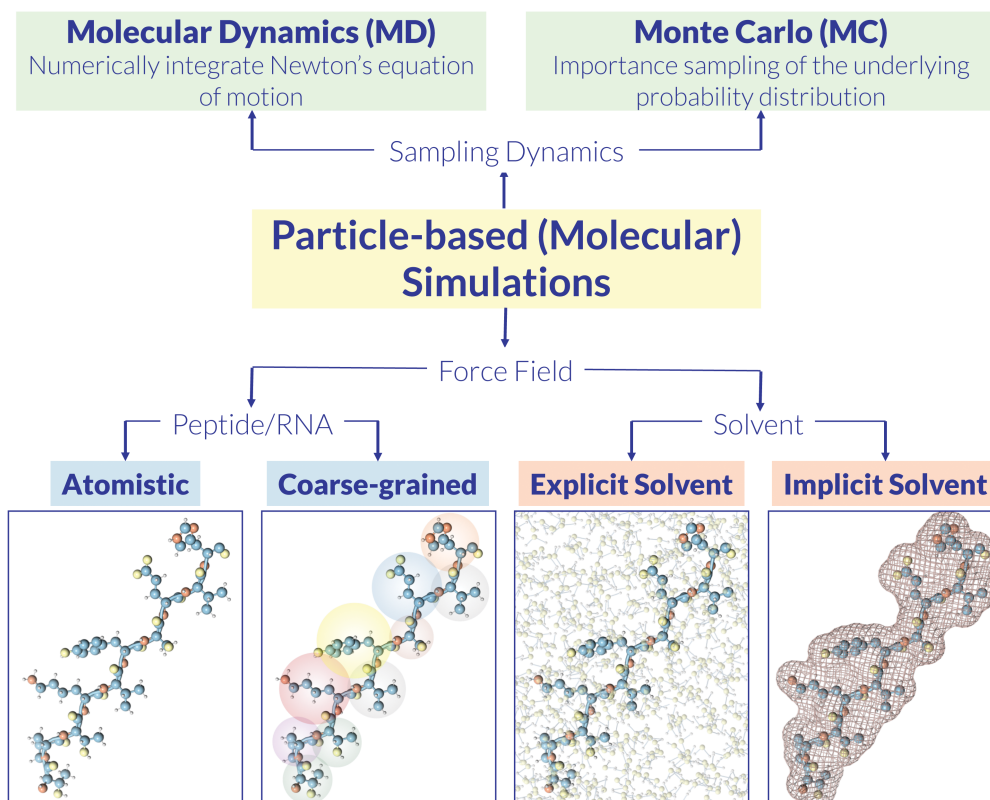 Molecular Dynamics (MD)
Numerically integrate Newton's equation
of motion
Monte Carlo (MC)
Importance sampling of the underlying
probability distribution
Sampling Dynamics
Particle-based (Molecular)
Simulations
Force Field
Peptide/RNA
Solvent
Atomistic
Coarse-grained
Explicit Solvent
Implicit Solvent